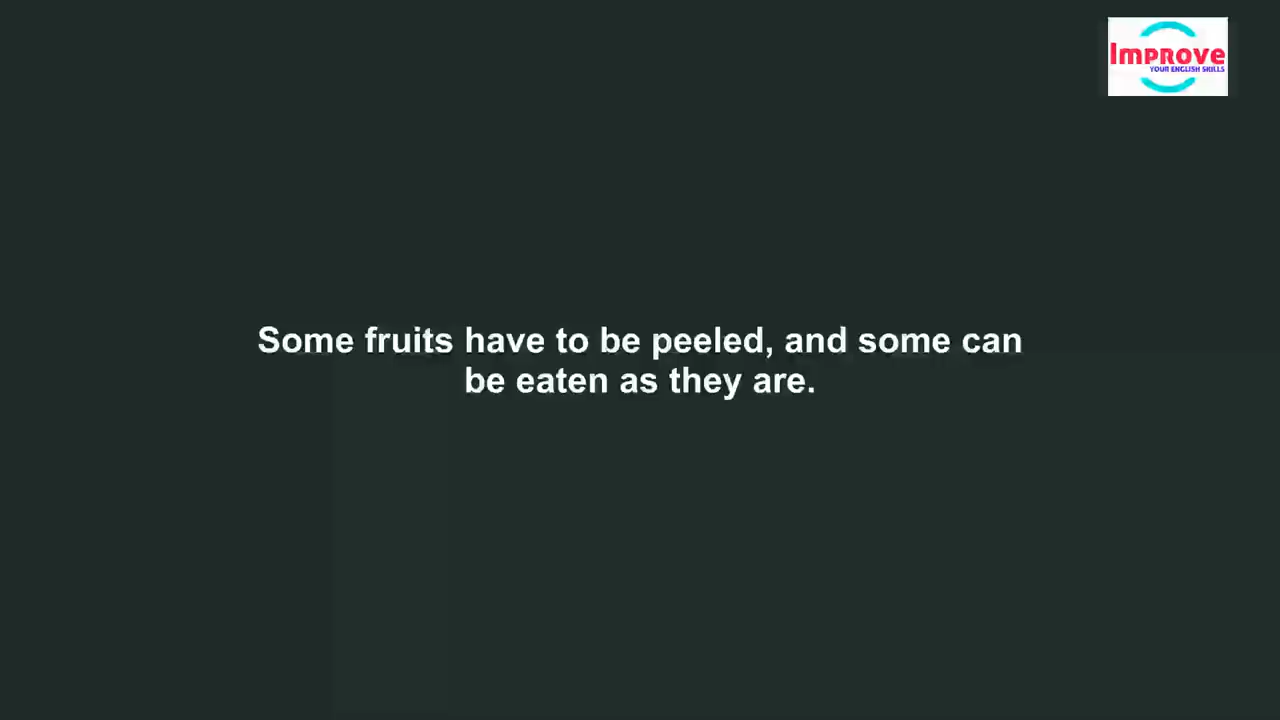 Improve
YOUR ENGLISH SKILLS
Some fruits have to be peeled, and some can
be eaten as they are.